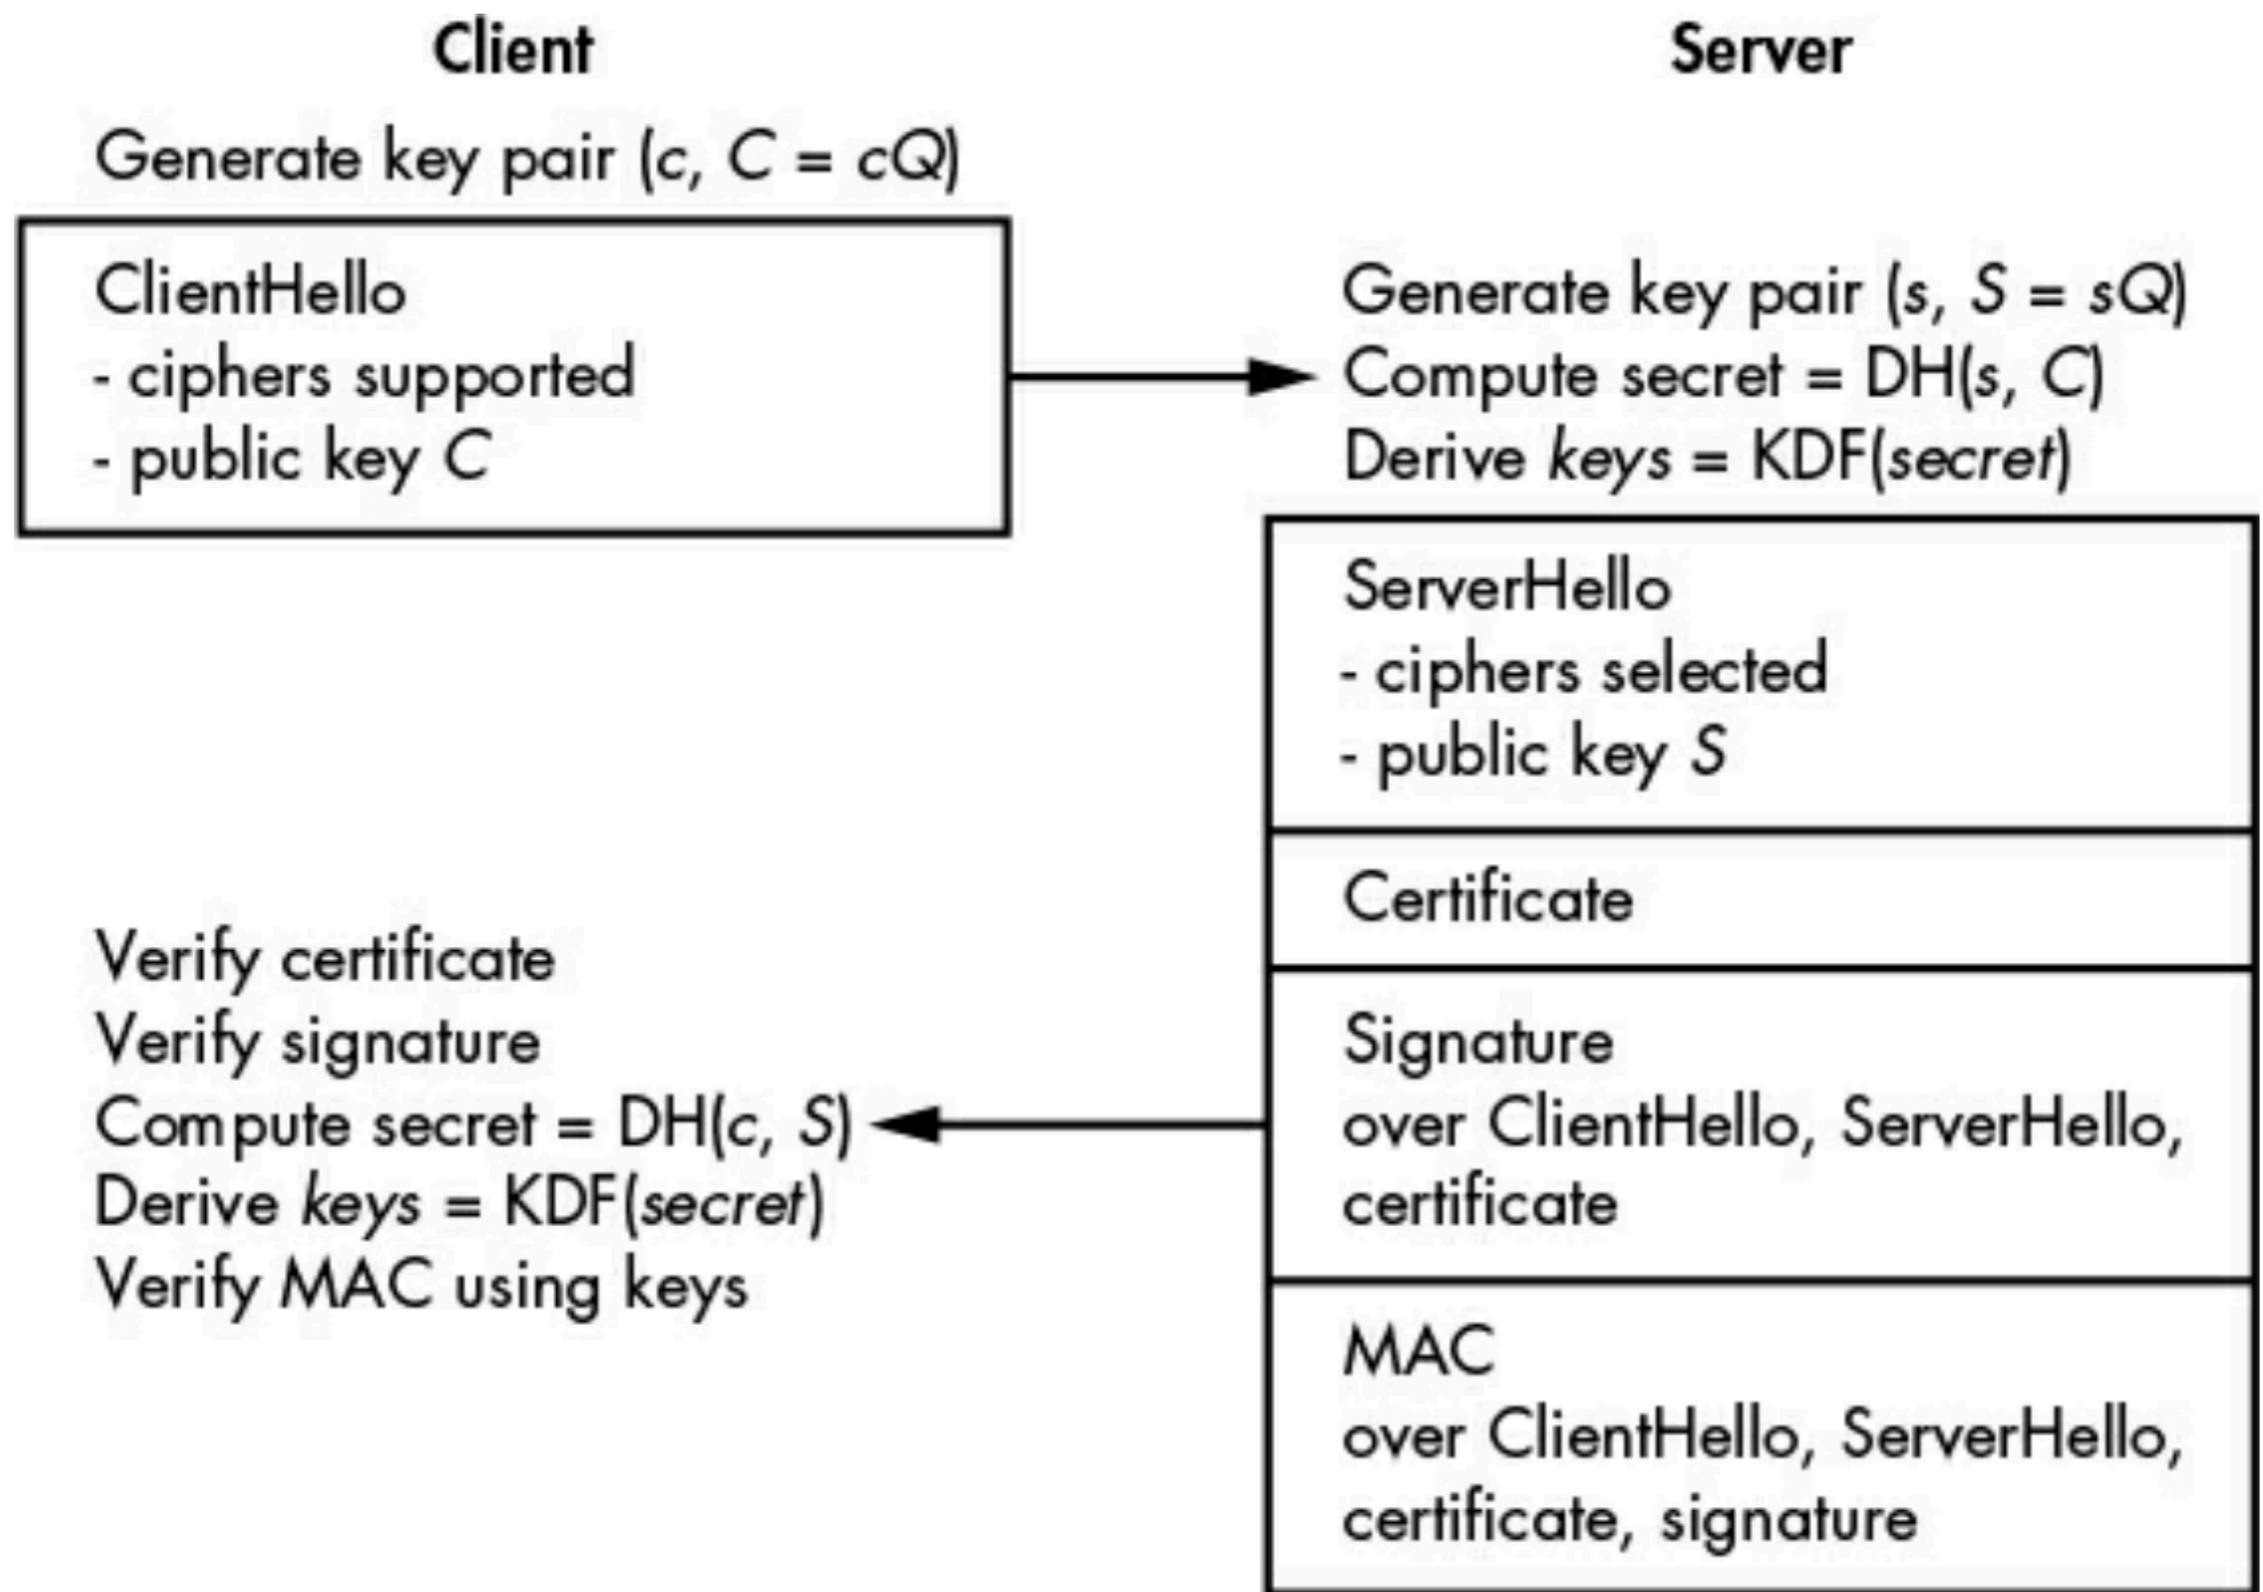 Client
Server
Generate key pair (c, C = cQ)
ClientHello
- ciphers supported
- public key C
Generate key pair (s, S = sQ)
Compute secret = DH(s, C)
Derive keys = KDF(secret)
ServerHello
- ciphers selected
- public key S
Certificate
Signature
over ClientHello, ServerHello,
certificate
MAC
over ClientHello, ServerHello,
certificate, signature
Verify certificate
Verify signature
Compute secret = DH(c, S)
Derive keys = KDF(secret)
Verify MAC using keys